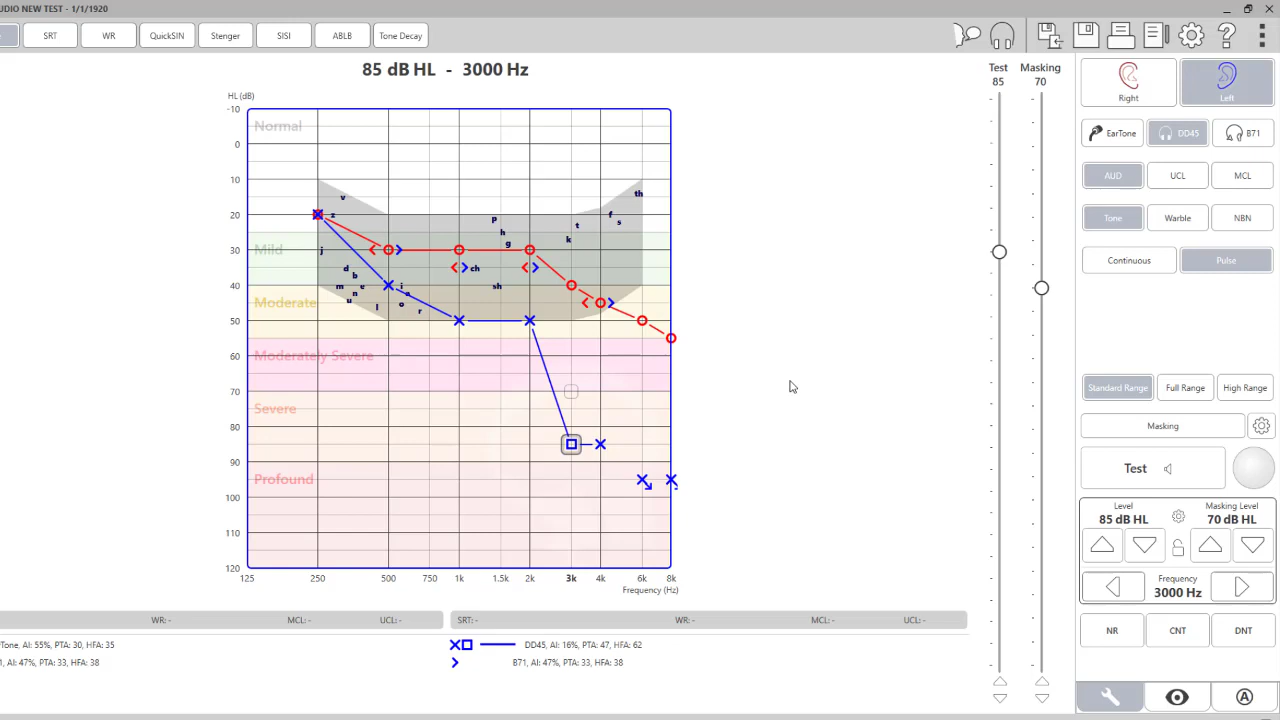 UDIO NEW TEST - 1/1/1920
SRT WR QuickSIN Stenger SISI ABLB Tone Decay
85 dB HL - 3000 Hz
Test Masking
85 70
Right Left
HL (dB)
-10
Normal
0
EarTone DD45 B71
10
AUD UCL MCL
v th
20
z p f s
Tone Warble NBN
h t
30
Mild
j g k
Continuous Pulse
d b ch
40
m e n i a sh
Moderate
u l o r
50
60
Moderately Severe
70
Standard Range Full Range High Range
Severe
80
Masking
90
Test
Profound
100
Level Masking Level
85 dB HL 70 dB HL
110
120
125 250 500 750 1k 1.5k 2k 3k 4k 6k 8k
Frequency (Hz)
Frequency
3000 Hz
WR: - MCL: - UCL: - SRT: - WR: - MCL: - UCL: -
NR CNT DNT
Tone, AI: 55%, PTA: 30, HFA: 35 DD45, AI: 16%, PTA: 47, HFA: 62
1, AI: 47%, PTA: 33, HFA: 38 B71, AI: 47%, PTA: 33, HFA: 38
A